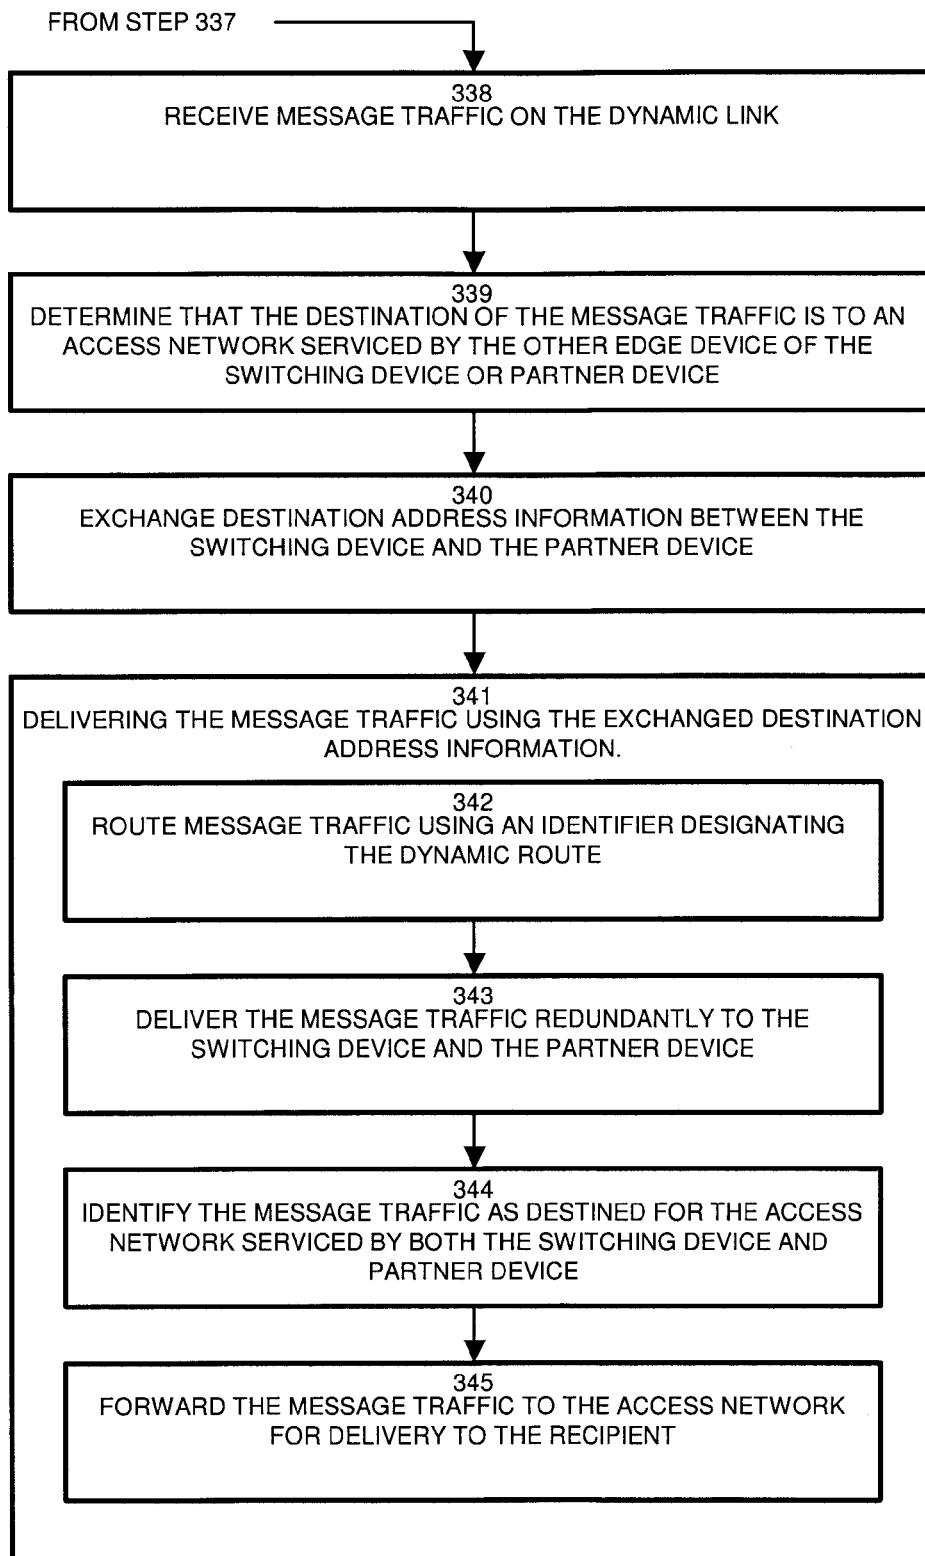 FROM STEP 337
338
RECEIVE MESSAGE TRAFFIC ON THE DYNAMIC LINK
339
DETERMINE THAT THE DESTINATION OF THE MESSAGE TRAFFIC IS TO AN
ACCESS NETWORK SERVICED BY THE OTHER EDGE DEVICE OF THE
SWITCHING DEVICE OR PARTNER DEVICE
340
EXCHANGE DESTINATION ADDRESS INFORMATION BETWEEN THE
SWITCHING DEVICE AND THE PARTNER DEVICE
341
DELIVERING THE MESSAGE TRAFFIC USING THE EXCHANGED DESTINATION
ADDRESS INFORMATION.
342
ROUTE MESSAGE TRAFFIC USING AN IDENTIFIER DESIGNATING
THE DYNAMIC ROUTE
343
DELIVER THE MESSAGE TRAFFIC REDUNDANTLY TO THE
SWITCHING DEVICE AND THE PARTNER DEVICE
344
IDENTIFY THE MESSAGE TRAFFIC AS DESTINED FOR THE ACCESS
NETWORK SERVICED BY BOTH THE SWITCHING DEVICE AND
PARTNER DEVICE
345
FORWARD THE MESSAGE TRAFFIC TO THE ACCESS NETWORK
FOR DELIVERY TO THE RECIPIENT